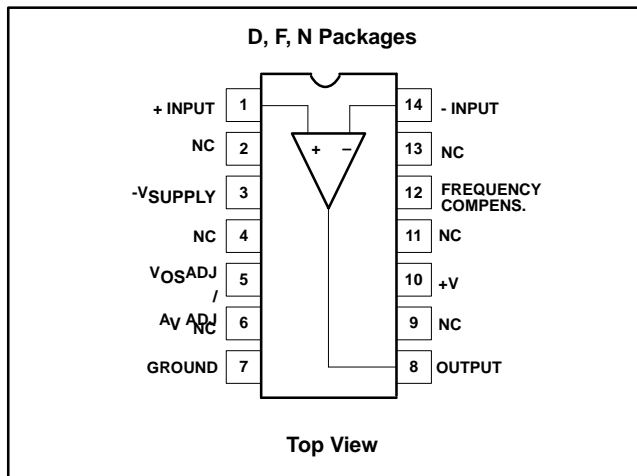 D, F, N Packages
+ INPUT 1
NC 2
-VSUPPLY 3
NC 4
VOSADJ 5
/
AV ADJ
NC 6
GROUND 7
14 - INPUT
13 NC
12 FREQUENCY
COMPENS.
11 NC
10 +V
9 NC
8 OUTPUT
+ −
Top View